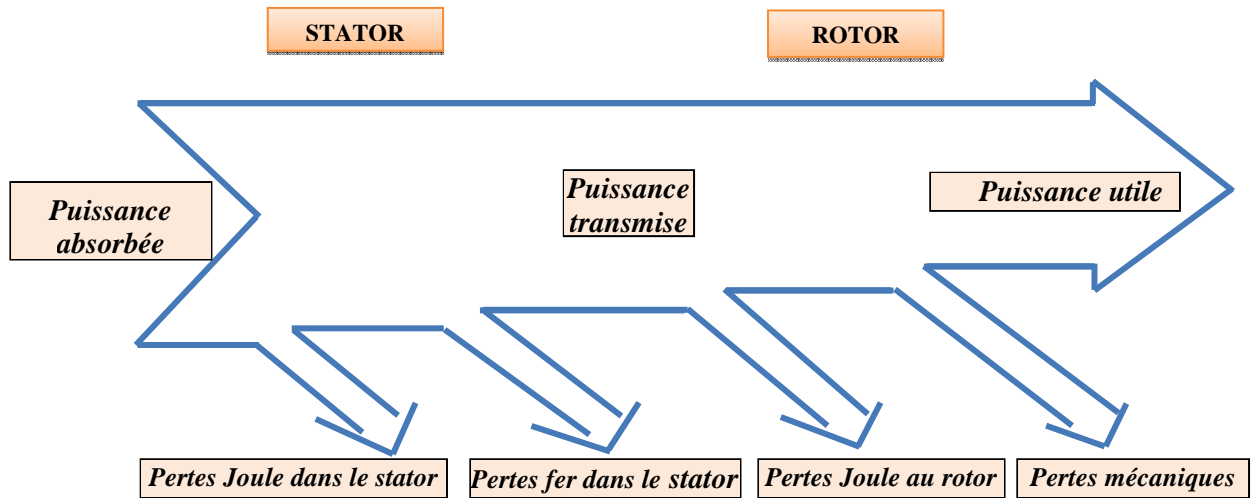 STATOR
ROTOR
Puissance
absorbée
Puissance
transmise
Puissance utile
Pertes Joule dans le stator
Pertes fer dans le stator
Pertes Joule au rotor
Pertes mécaniques